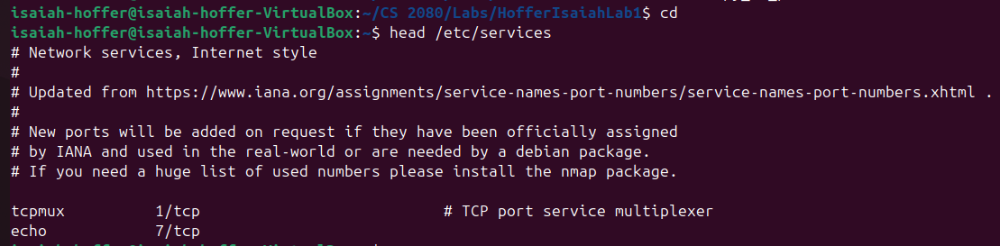 isaiah-hoffer@isaiah-hoffer-VirtualBox:~/CS 2080/Labs/HofferIsaiahLab1$ cd
isaiah-hoffer@isaiah-hoffer-VirtualBox:~$ head /etc/services
# Network services, Internet style
#
# Updated from https://www.iana.org/assignments/service-names-port-numbers/service-names-port-numbers.xhtml .
#
# New ports will be added on request if they have been officially assigned
# by IANA and used in the real-world or are needed by a debian package.
# If you need a huge list of used numbers please install the nmap package.
tcpmux 1/tcp # TCP port service multiplexer
echo 7/tcp